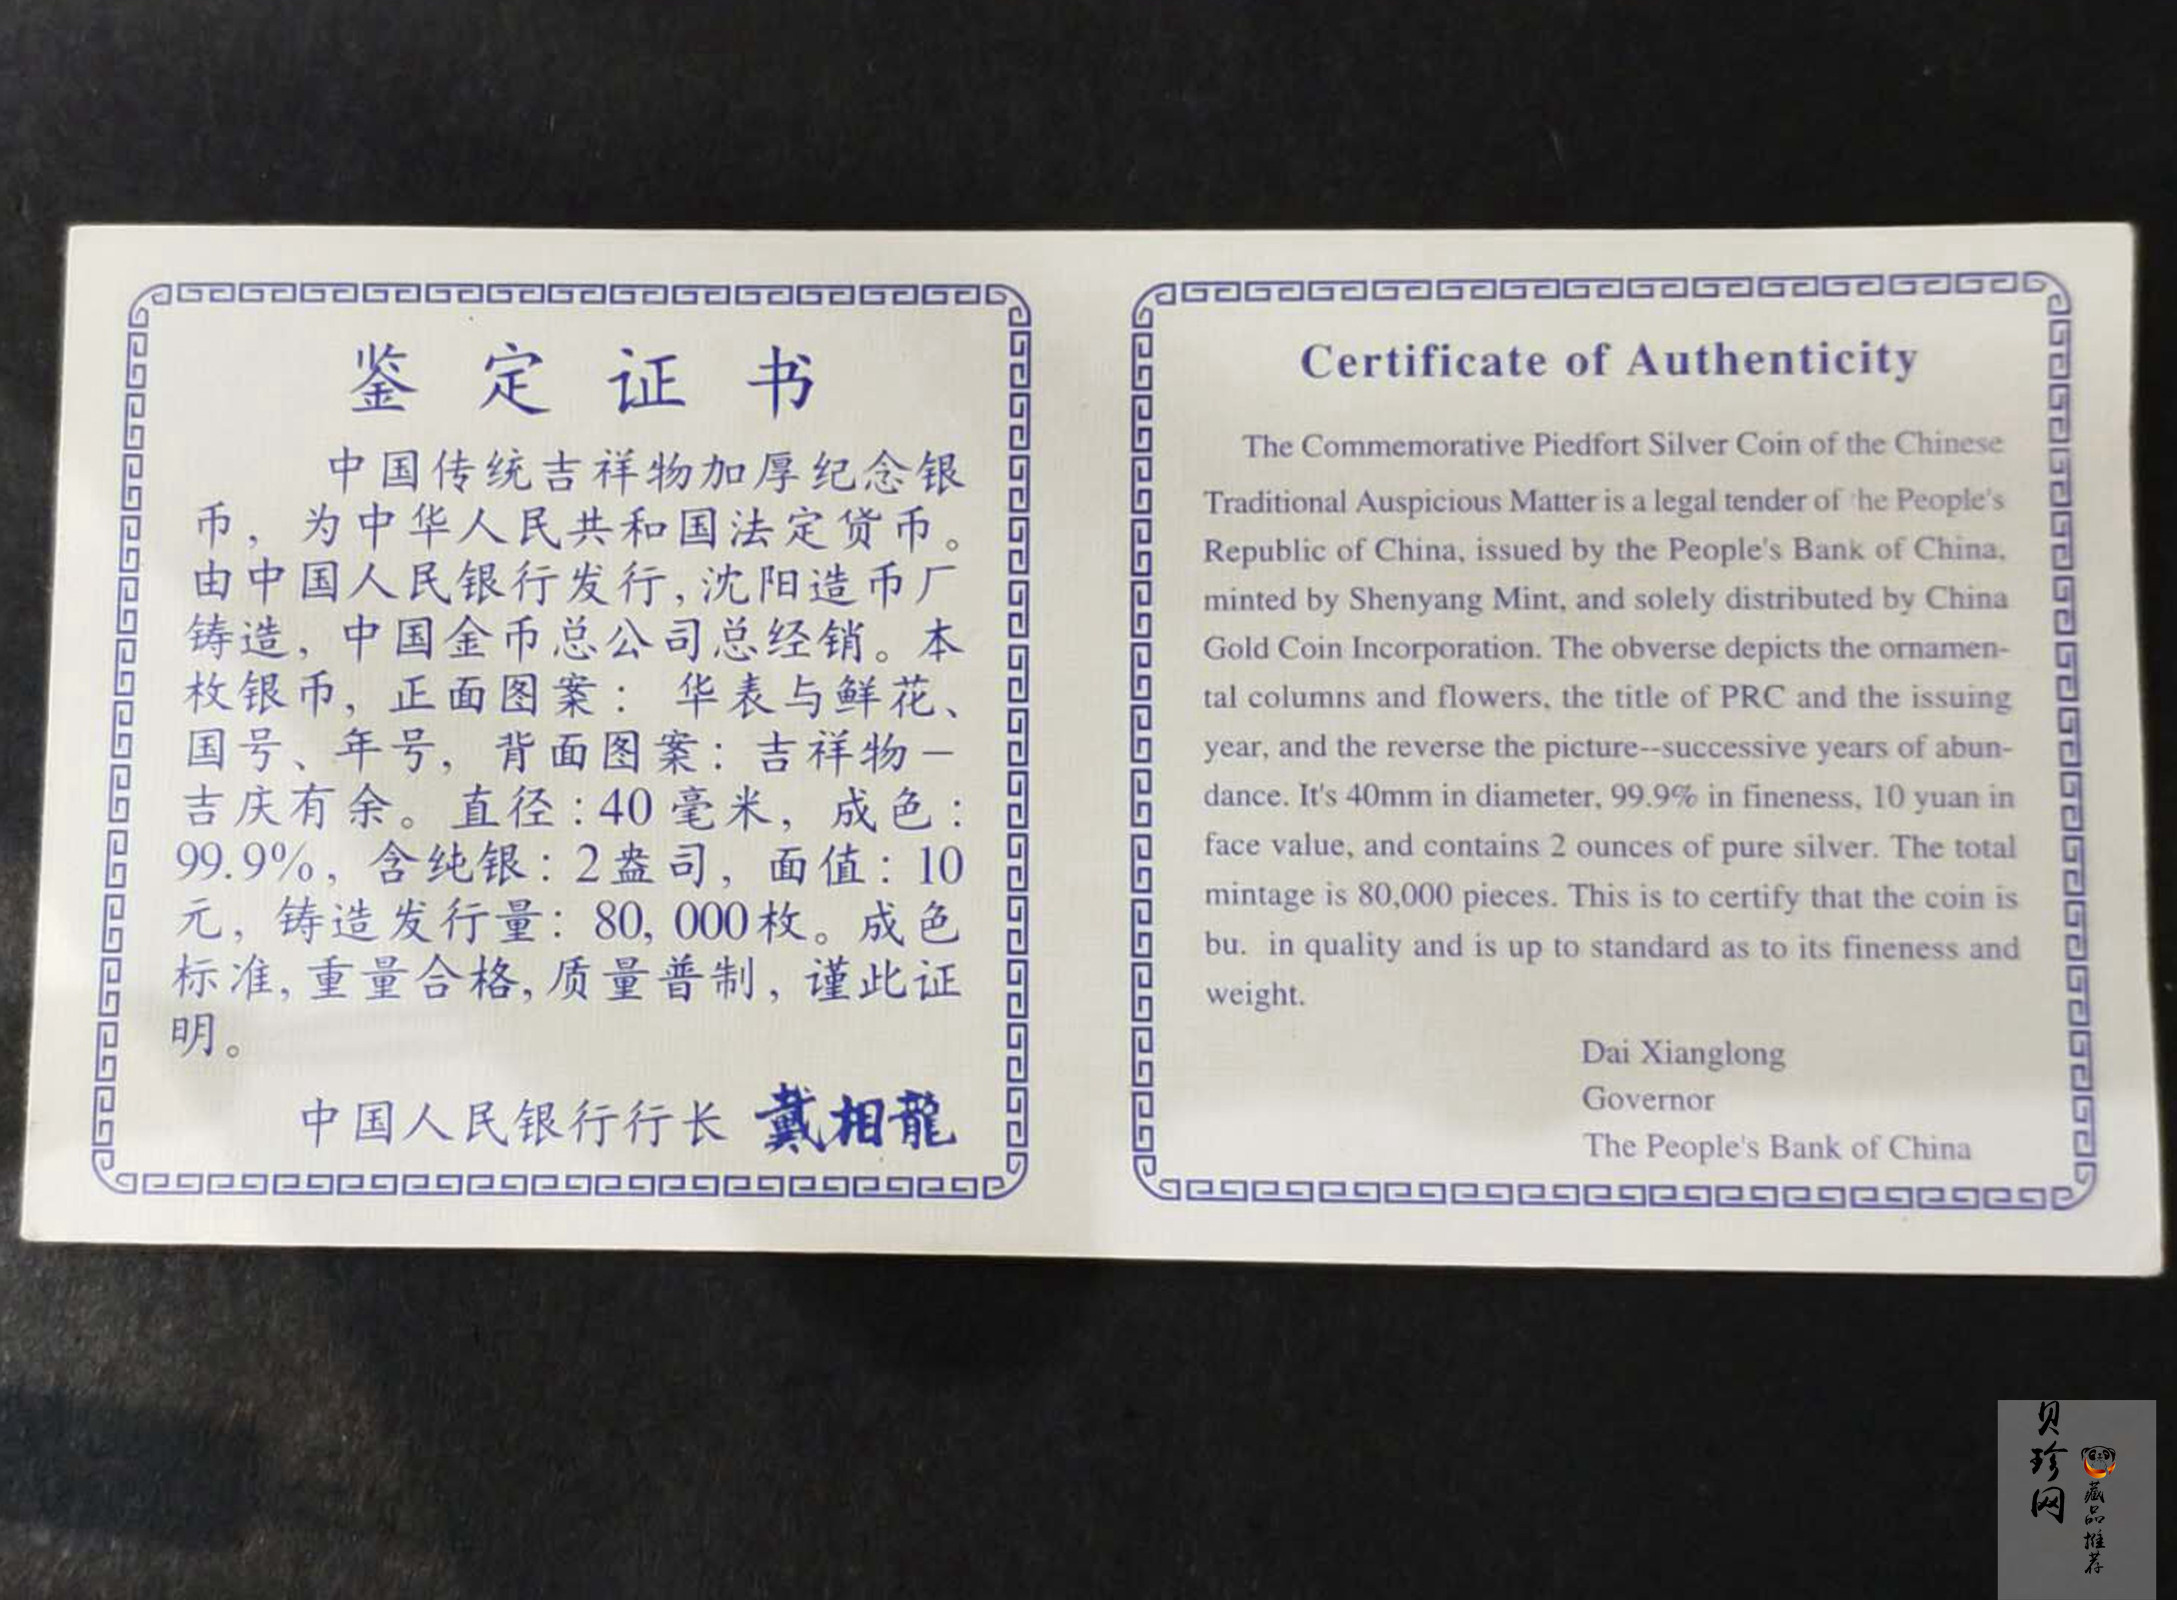 鉴定证书
中国传统吉祥物加厚纪念银
币，为中华人民共和国法定贷币。
由中国人民银行发行,沈阳造币厂
铸造，中国金币总公司总经销。本
枚银币，正面图案：华表与鲜花、
国号、年号，背面图案：吉祥物－
吉庆有余。直径:40毫米，成色:
99.9%，含纯银:2盎司，面值:10
元，铸造发行量:80,000枚。成色
标准,重量合格,质量普制，谨此证
明。
中国人民银行行长 戴相龍
Certificate of Authenticity
The Commemorative Piedfort Silver Coin of the Chinese
Traditional Auspicious Matter is a legal tender of he People's
Republic of China, issued by the People's Bank of China,
minted by Shenyang Mint, and solely distributed by China
Gold Coin Incorporation. The obverse depicts the ornamen-
tal columns and flowers, the title of PRC and the issuing
year, and the reverse the picture--successive years of abun-
dance. It's 40mm in diameter, 99.9% in fineness, 10 yuan in
face value, and contains 2 ounces of pure silver. The total
mintage is 80,000 pieces. This is to certify that the coin is
bu. in quality and is up to standard as to its fineness and
weight.
Dai Xianglong
Governor
The People's Bank of China
贝珍网
藏品推荐